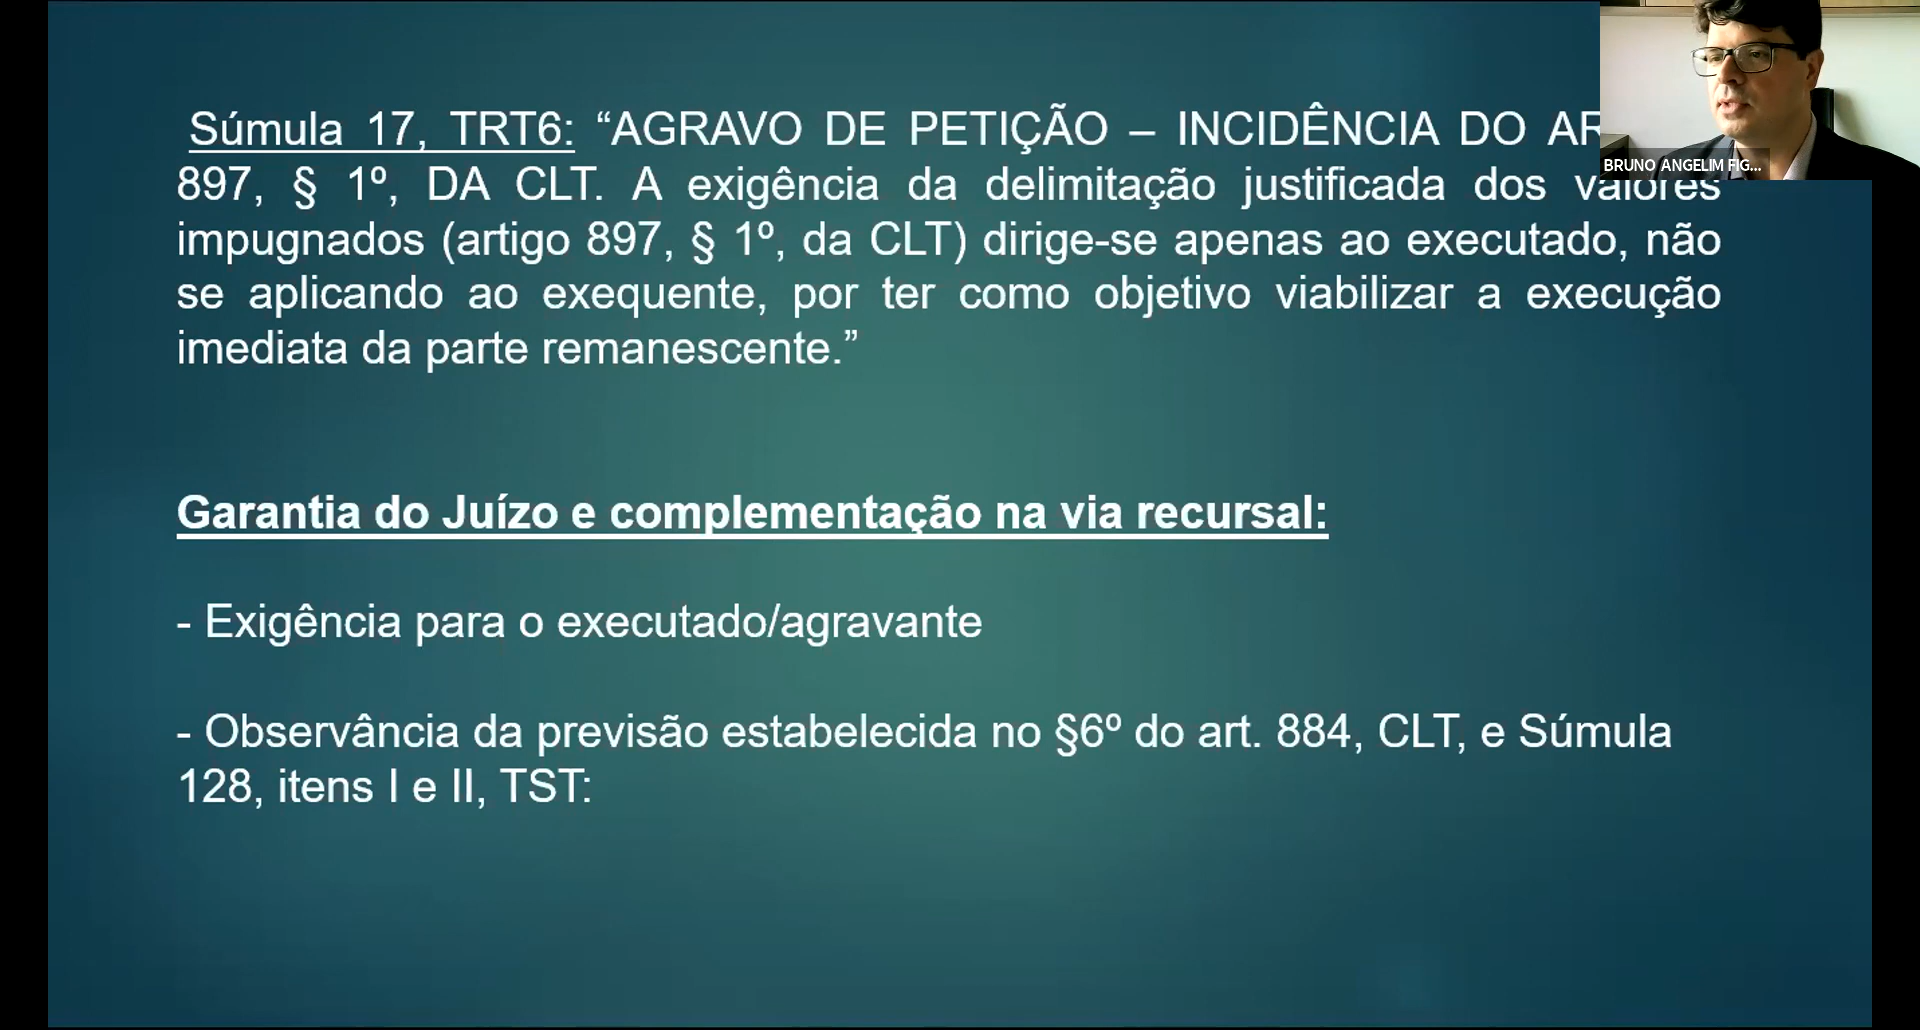 Súmula 17, TRT6: “AGRAVO DE PETIÇÃO – INCIDÊNCIA DO
897, § 1º, DA CLT. A exigência da delimitação justificada dos valores
impugnados (artigo 897, § 1º, da CLT) dirige-se apenas ao executado, não
se aplicando ao exequente, por ter como objetivo viabilizar a execução
imediata da parte remanescente.”
Garantia do Juízo e complementação na via recursal:
- Exigência para o executado/agravante
- Observância da previsão estabelecida no §6º do art. 884, CLT, e Súmula
128, itens I e II, TST:
BRUNO ANGELIM FIG...